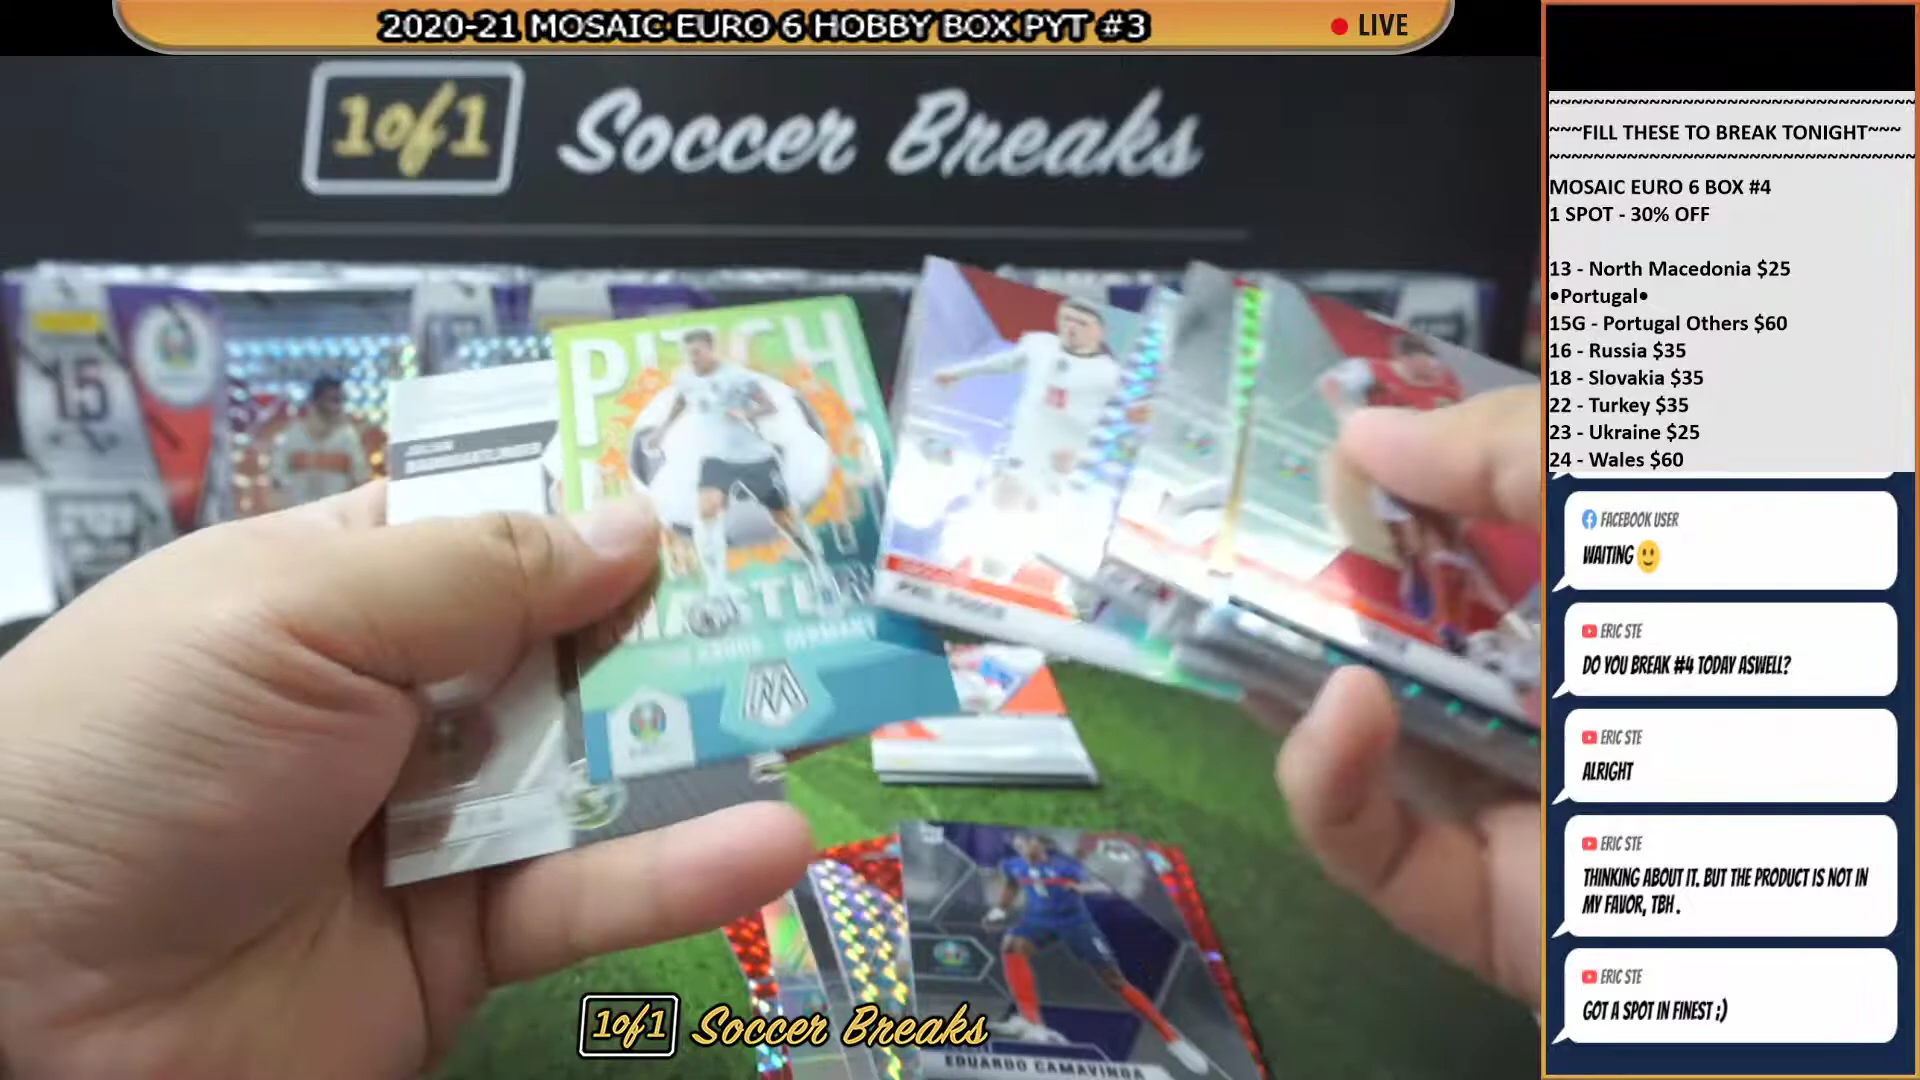 2020-21 MOSAIC EURO 6 HOBBY BOX PYT #3
LIVE
1of1 Soccer Breaks
~~~FILL THESE TO BREAK TONIGHT~~~
MOSAIC EURO 6 BOX #4
1 SPOT - 30% OFF
13 - North Macedonia $25
•Portugal•
15G - Portugal Others $60
16 - Russia $35
18 - Slovakia $35
22 - Turkey $35
23 - Ukraine $25
24 - Wales $60
FACEBOOK USER
WAITING🙂
ERIC STE
DO YOU BREAK #4 TODAY ASWELL?
ERIC STE
ALRIGHT
ERIC STE
THINKING ABOUT IT. BUT THE PRODUCT IS NOT IN
MY FAVOR, TBH.
ERIC STE
GOT A SPOT IN FINEST ;)
15
PITCH
GERMANY
EDUARDO CAMAVINGA
1of1 Soccer Breaks